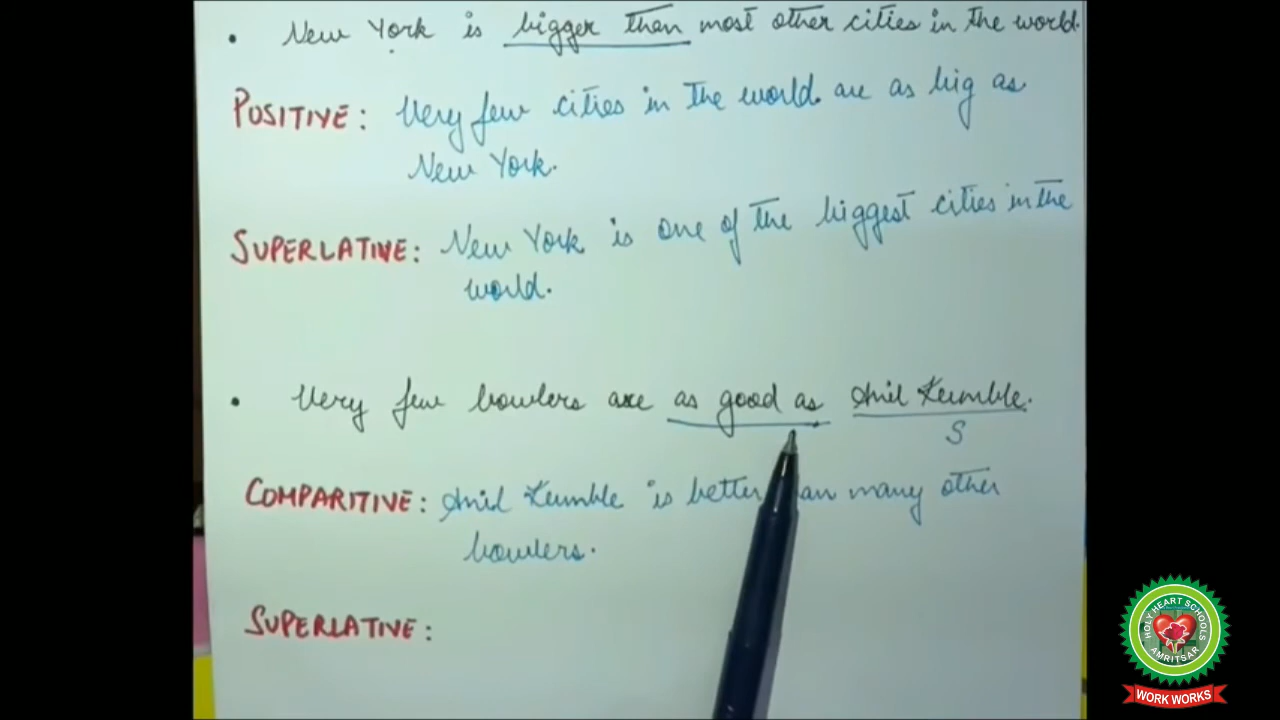 • New York is bigger than most other cities in the world.
POSITIVE: Very few cities in the world are as big as
New York.
SUPERLATIVE: New York is one of the biggest cities in the
world.
• Very few bowlers are as good as Anil Kumble.
S
COMPARITIVE: Anil Kumble is better an many other
bowlers.
SUPERLATIVE:
HOLY HEART SCHOOLS
AMRITSAR
WORK WORKS